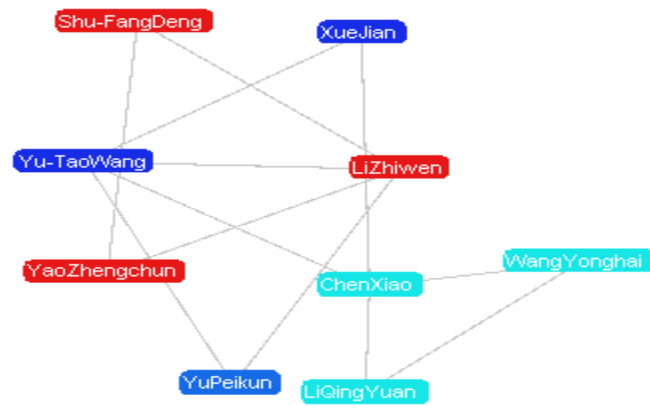 Shu-FangDeng
XueJian
Yu-TaoWang
LiZhiwen
YaoZhengchun
WangYonghai
ChenXiao
YuPeikun
LiQingYuan